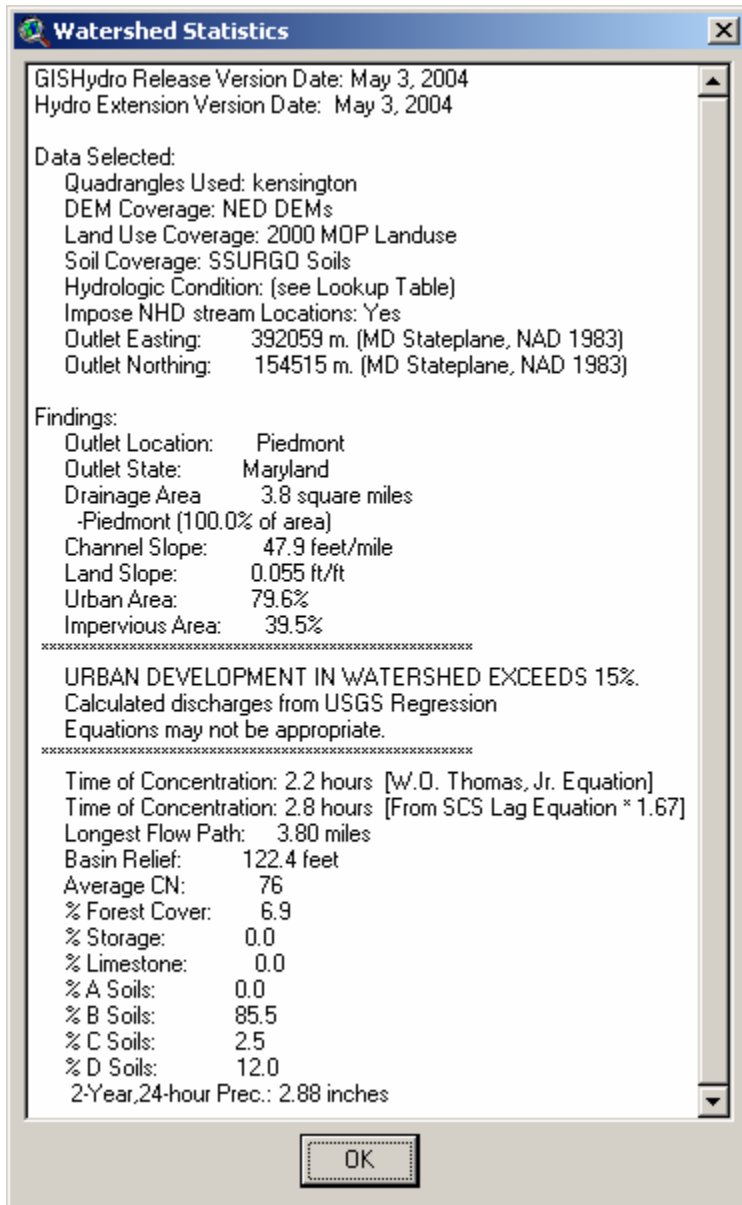 Watershed Statistics
GISHydro Release Version Date: May 3, 2004
Hydro Extension Version Date: May 3, 2004
Data Selected:
Quadrangles Used: kensington
DEM Coverage: NED DEMs
Land Use Coverage: 2000 MOP Landuse
Soil Coverage: SSURGO Soils
Hydrologic Condition: (see Lookup Table)
Impose NHD stream Locations: Yes
Outlet Easting: 392059 m. (MD Stateplane, NAD 1983)
Outlet Northing: 154515 m. (MD Stateplane, NAD 1983)
Findings:
Outlet Location: Piedmont
Outlet State: Maryland
Drainage Area 3.8 square miles
-Piedmont (100.0% of area)
Channel Slope: 47.9 feet/mile
Land Slope: 0.055 ft/ft
Urban Area: 79.6%
Impervious Area: 39.5%
******************************************************
URBAN DEVELOPMENT IN WATERSHED EXCEEDS 15%.
Calculated discharges from USGS Regression
Equations may not be appropriate.
******************************************************
Time of Concentration: 2.2 hours [W.O. Thomas, Jr. Equation]
Time of Concentration: 2.8 hours [From SCS Lag Equation * 1.67]
Longest Flow Path: 3.80 miles
Basin Relief: 122.4 feet
Average CN: 76
% Forest Cover: 6.9
% Storage: 0.0
% Limestone: 0.0
% A Soils: 0.0
% B Soils: 85.5
% C Soils: 2.5
% D Soils: 12.0
2-Year,24-hour Prec.: 2.88 inches
OK